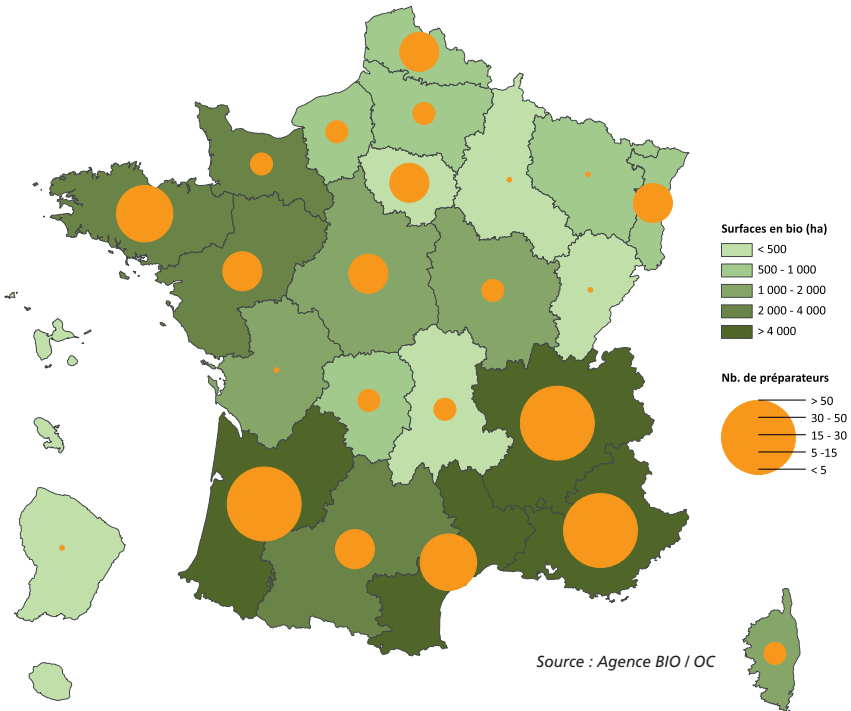 Surfaces en bio (ha)
< 500
500 - 1 000
1 000 - 2 000
2 000 - 4 000
> 4 000
Nb. de préparateurs
> 50
30 - 50
15 - 30
5 -15
< 5
Source : Agence BIO / OC